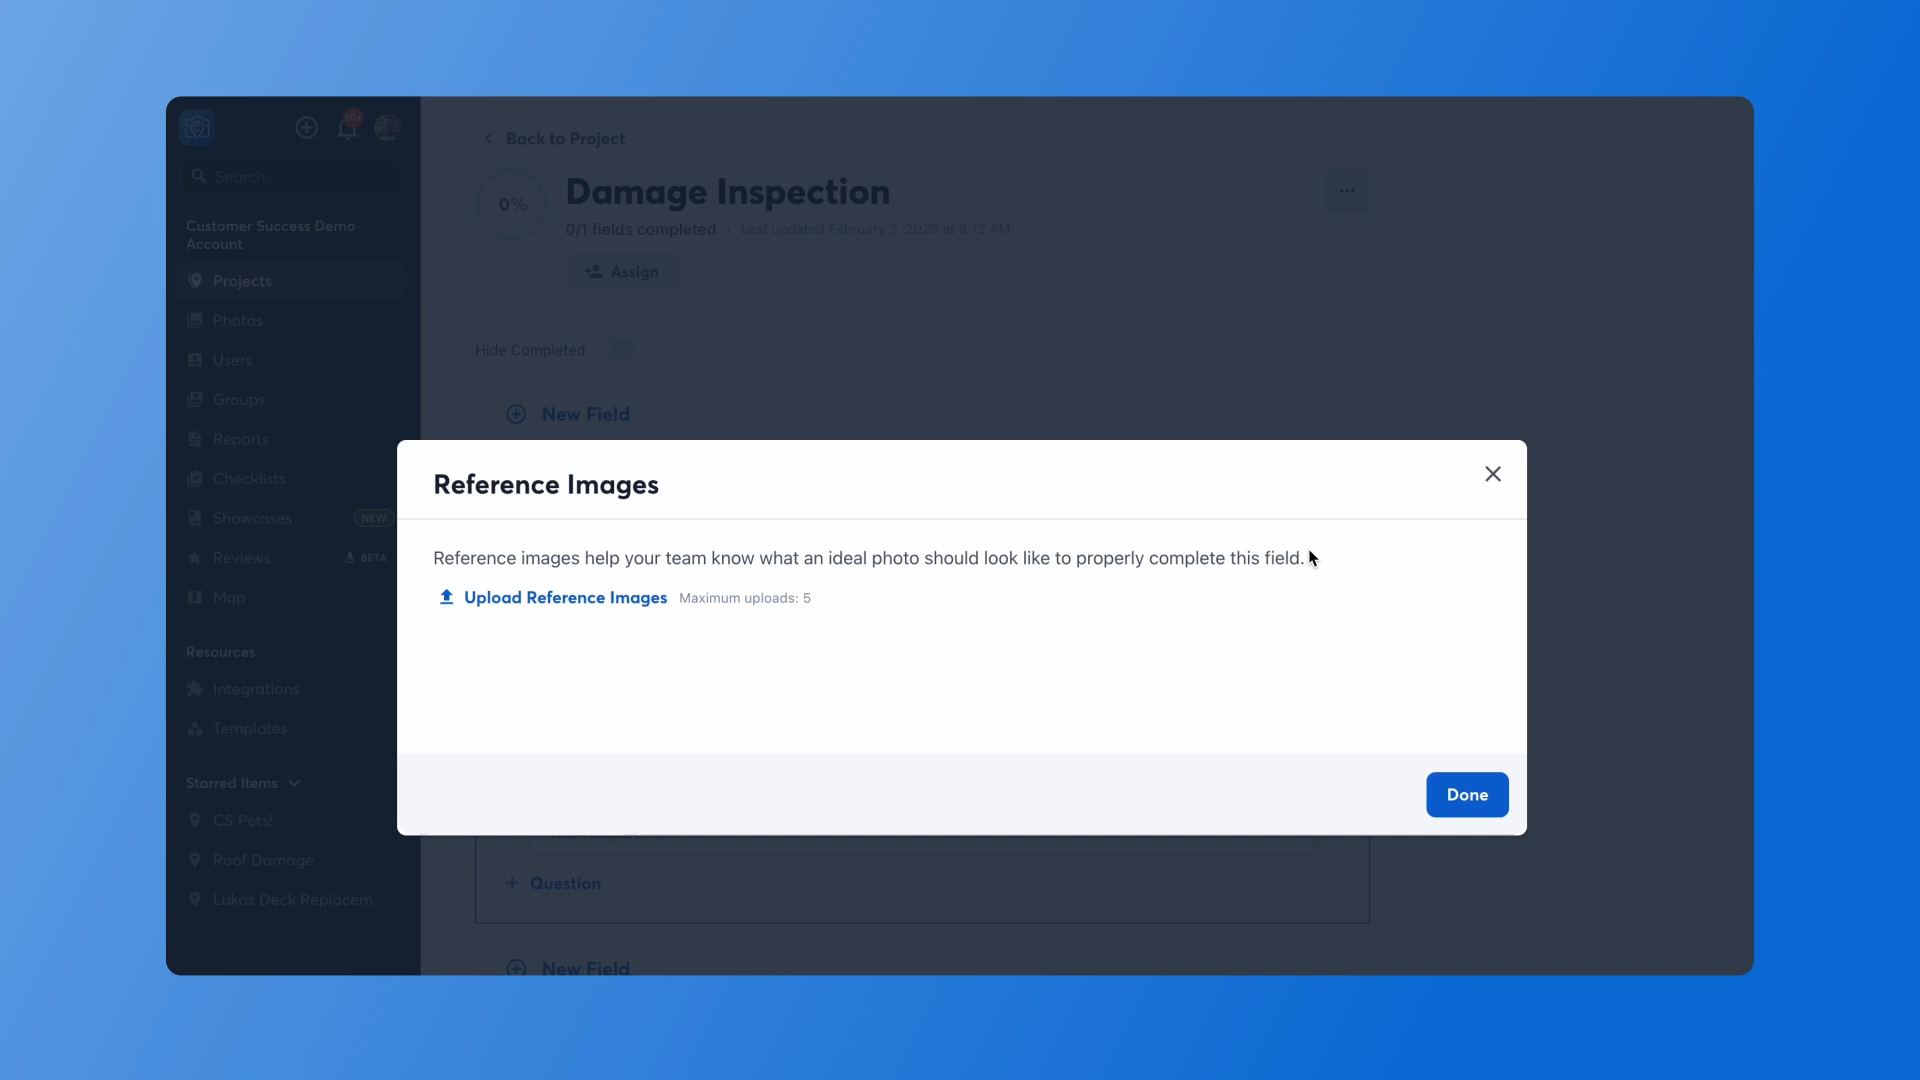 99+
Search
Customer Success Demo
Account
Projects
Photos
Users
Groups
Reports
Checklists
Showcases NEW
Reviews BETA
Map
Resources
Integrations
Templates
Starred Items
CS Pets!
Roof Damage
Lukas Deck Replacem...
Back to Project
0%
Damage Inspection
0/1 fields completed · Last updated February 3, 2025 at 9:12 AM
Assign
Hide Completed
New Field
Reference Images
Reference images help your team know what an ideal photo should look like to properly complete this field.
Upload Reference Images Maximum uploads: 5
Done
Question
New Field